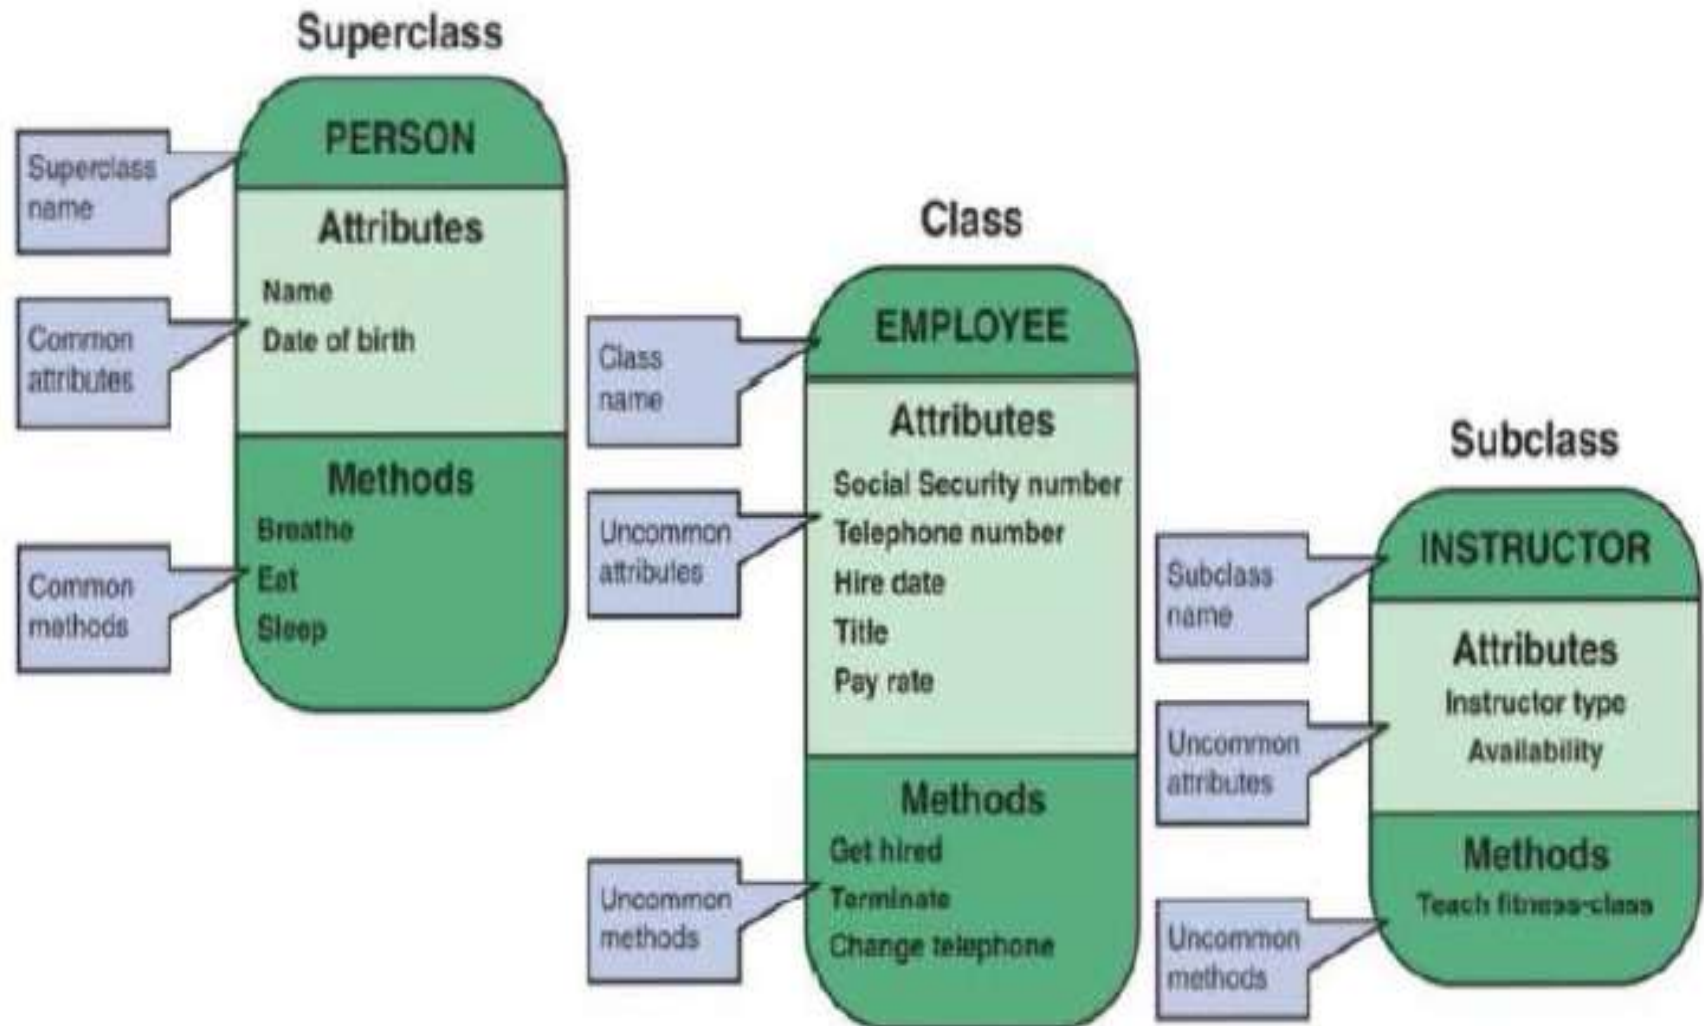 Superclass
PERSON
Superclass
name
Attributes
Name
Date of birth
Common
attributes
Methods
Breathe
Eat
Sleep
Common
methods
Class
EMPLOYEE
Class
name
Attributes
Social Security number
Telephone number
Hire date
Title
Pay rate
Uncommon
attributes
Methods
Get hired
Terminate
Change telephone
Uncommon
methods
Subclass
INSTRUCTOR
Subclass
name
Attributes
Instructor type
Availability
Uncommon
attributes
Methods
Teach fitness-class
Uncommon
methods